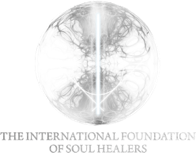 THE INTERNATIONAL FOUNDATION
OF SOUL HEALERS